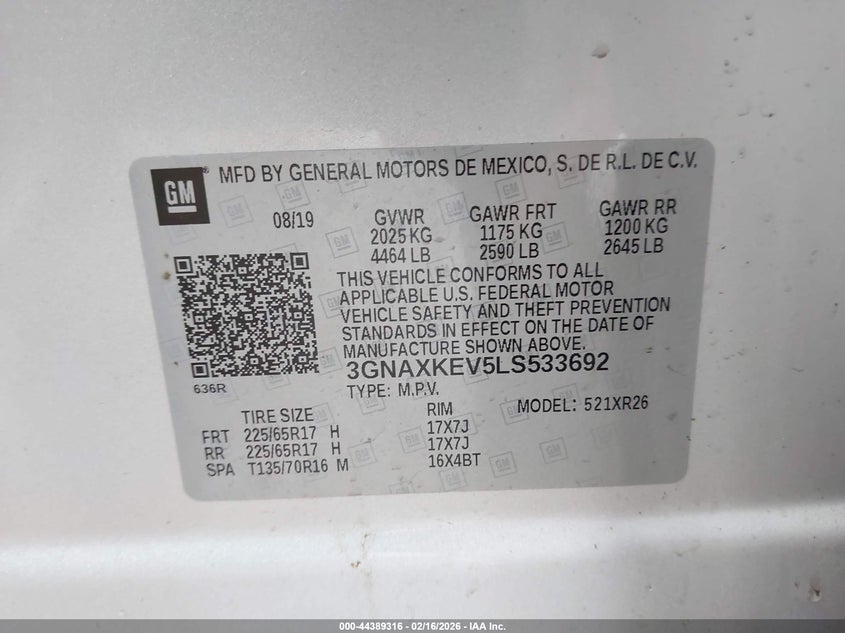 GM
MFD BY GENERAL MOTORS DE MEXICO, S. DE R.L. DE C.V.
08/19 GVWR GAWR FRT GAWR RR
2025 KG 1175 KG 1200 KG
4464 LB 2590 LB 2645 LB
THIS VEHICLE CONFORMS TO ALL
APPLICABLE U.S. FEDERAL MOTOR
VEHICLE SAFETY AND THEFT PREVENTION
STANDARDS IN EFFECT ON THE DATE OF
MANUFACTURE SHOWN ABOVE.
3GNAXKEV5LS533692
636R
TYPE: M.P.V.
TIRE SIZE RIM MODEL: 521XR26
FRT 225/65R17 H 17X7J
RR 225/65R17 H 17X7J
SPA T135/70R16 M 16X4BT
000-44389316 - 02/16/2026 - IAA Inc.